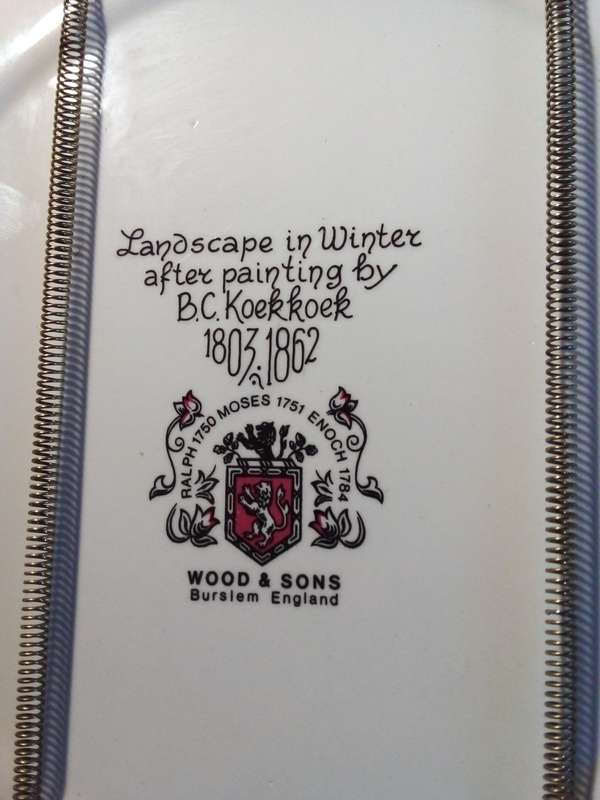 Landscape in Winter
after painting by
B.C. Koekkoek
1803 1862
RALPH 1750 MOSES 1751 ENOCH 1784
WOOD & SONS
Burslem England